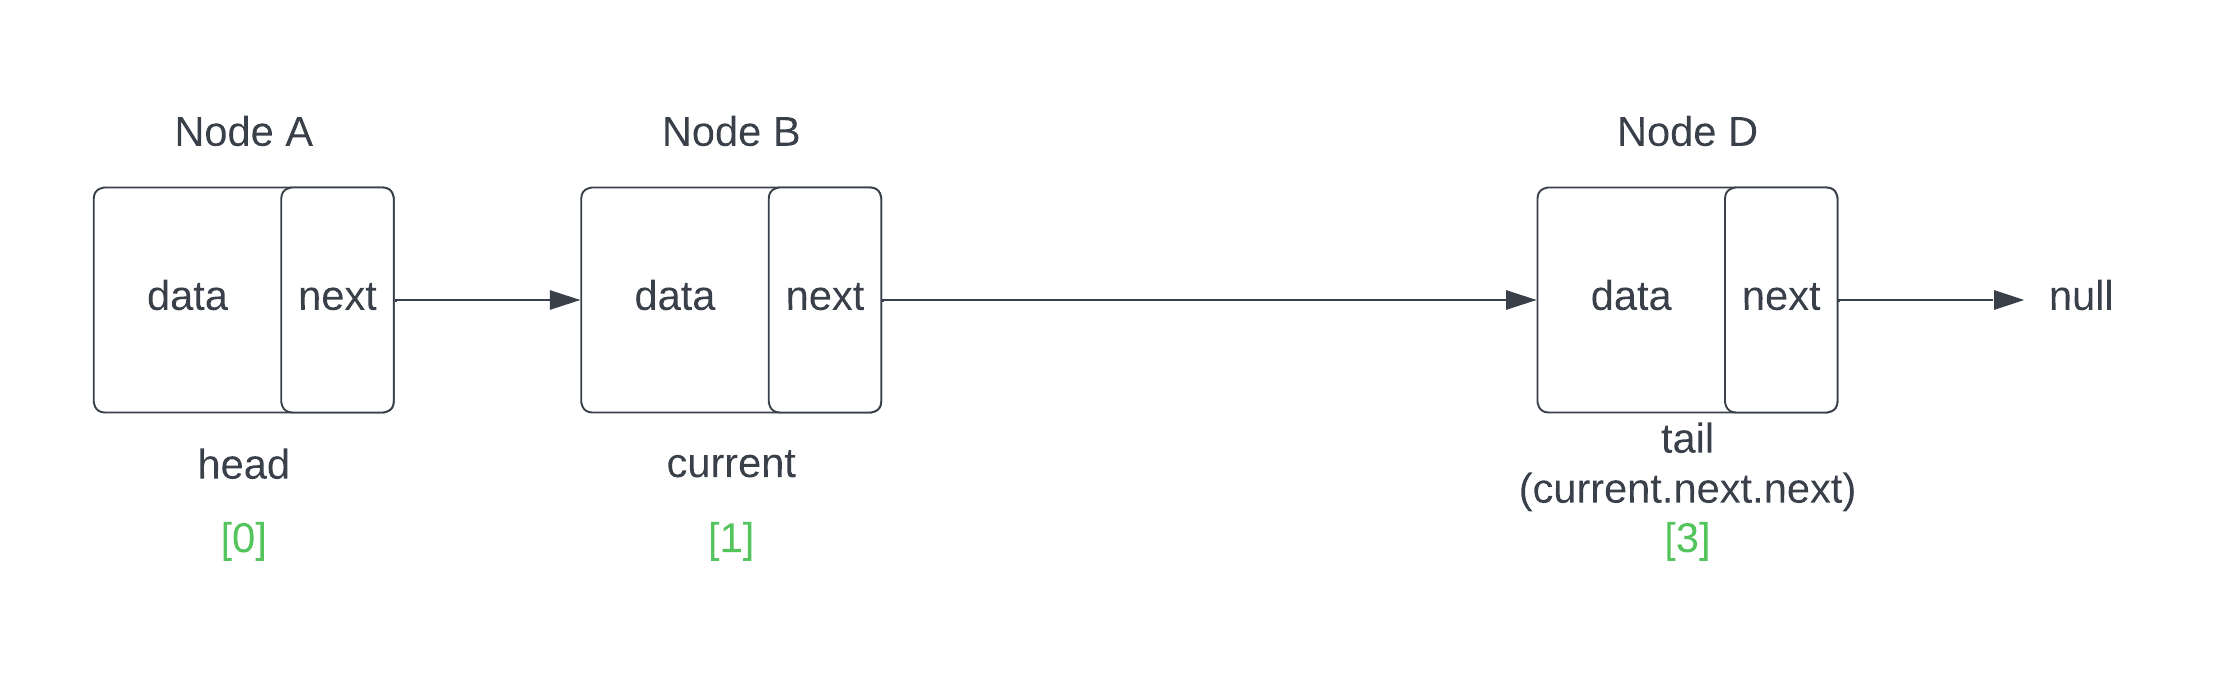 Node A
Node B
Node D
data
next
data
next
data
next
null
head
current
tail
(current.next.next)
[0]
[1]
[3]